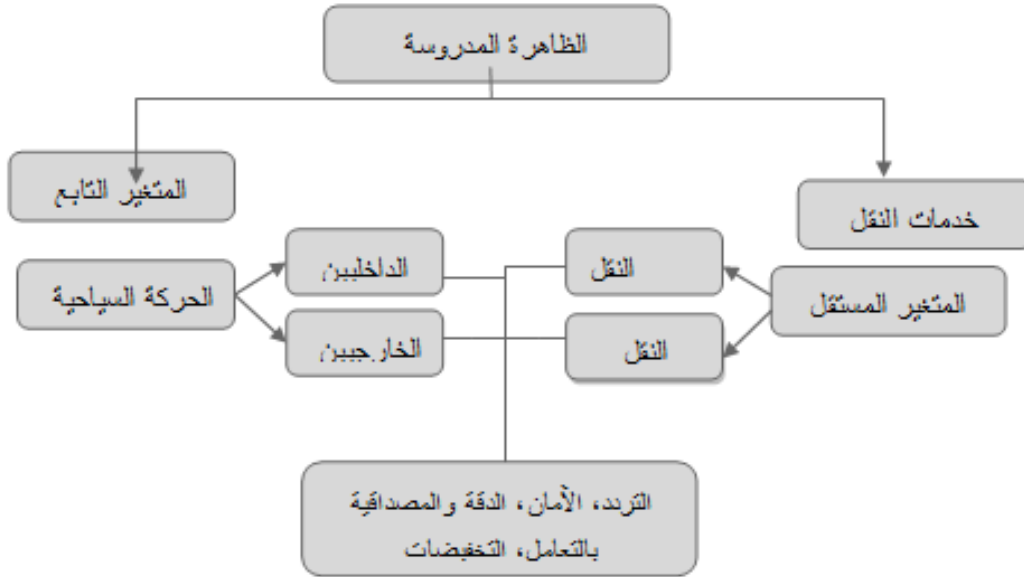 الظاهرة المدروسة
خدمات النقل
المتغير التابع
المتغير المستقل
النقل
الداخليين
الحركة السياحية
النقل
الخارجيين
التردد، الأمان، الدقة والمصداقية
بالتعامل، التخفيضات